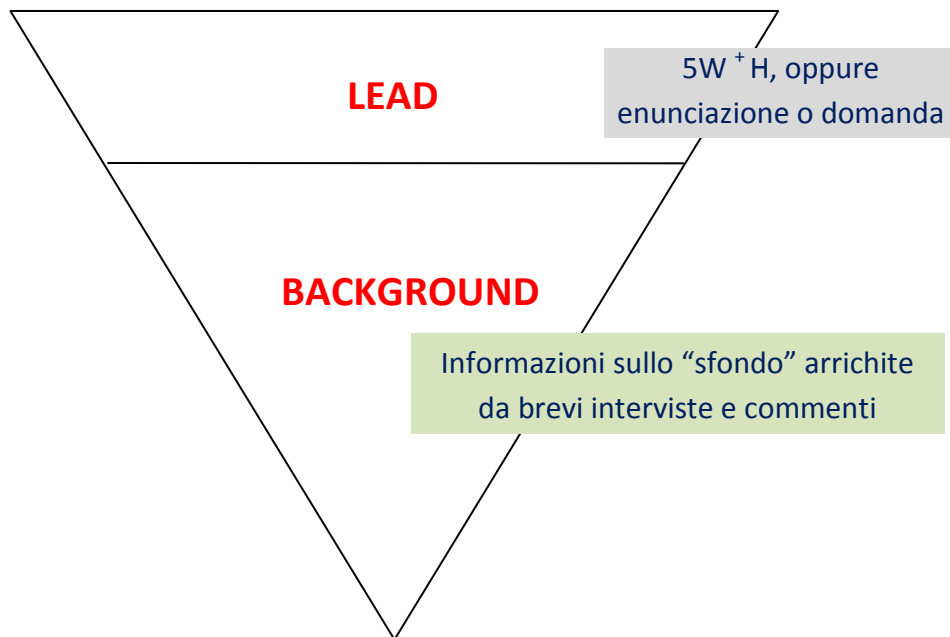 LEAD
5W + H, oppure
enunciazione o domanda
BACKGROUND
Informazioni sullo “sfondo” arrichite
da brevi interviste e commenti